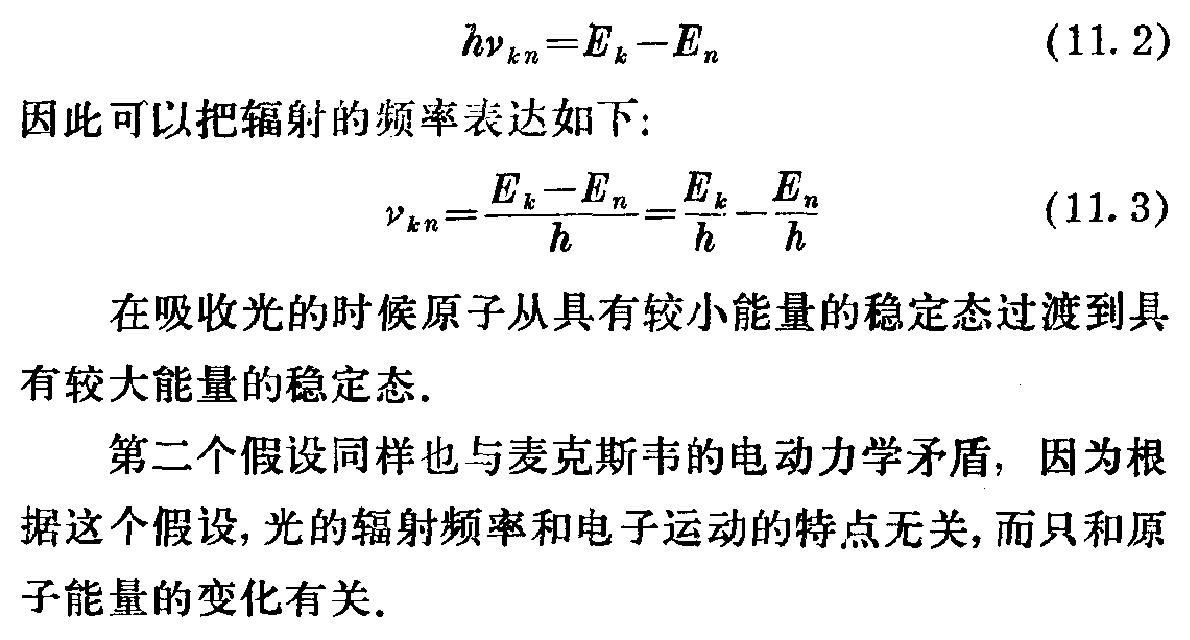 hν_{kn}=E_k−E_n (11.2)
因此可以把辐射的频率表达如下:
ν_{kn}=\frac{E_k−E_n}{h}=\frac{E_k}{h}−\frac{E_n}{h} (11.3)
在吸收光的时候原子从具有较小能量的稳定态过渡到具
有较大能量的稳定态.
第二个假设同样也与麦克斯韦的电动力学矛盾, 因为根
据这个假设,光的辐射频率和电子运动的特点无关,而只和原
子能量的变化有关.